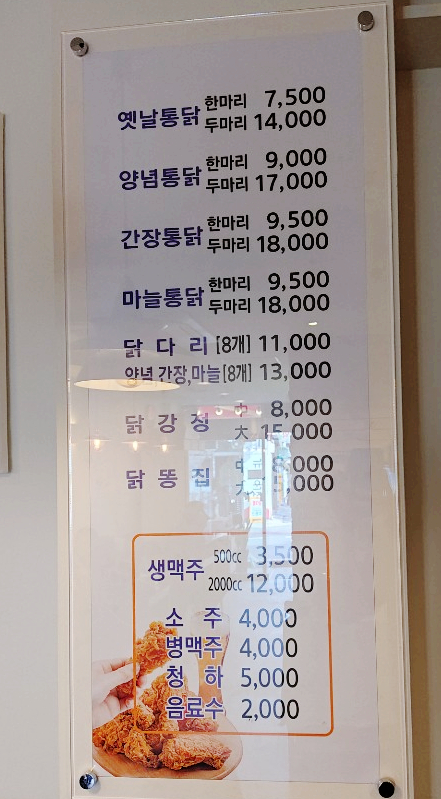 옛날통닭 한마리 7,500
두마리 14,000
양념통닭 한마리 9,000
두마리 17,000
간장통닭 한마리 9,500
두마리 18,000
마늘통닭 한마리 9,500
두마리 18,000
닭 다 리 [8개] 11,000
양념 간장,마늘 [8개] 13,000
닭 강 정 中 8,000
大 15,000
닭 똥 집 中 8,000
大
생맥주 500cc 3,500
2000cc 12,000
소 주 4,000
병맥주 4,000
청 하 5,000
음료수 2,000